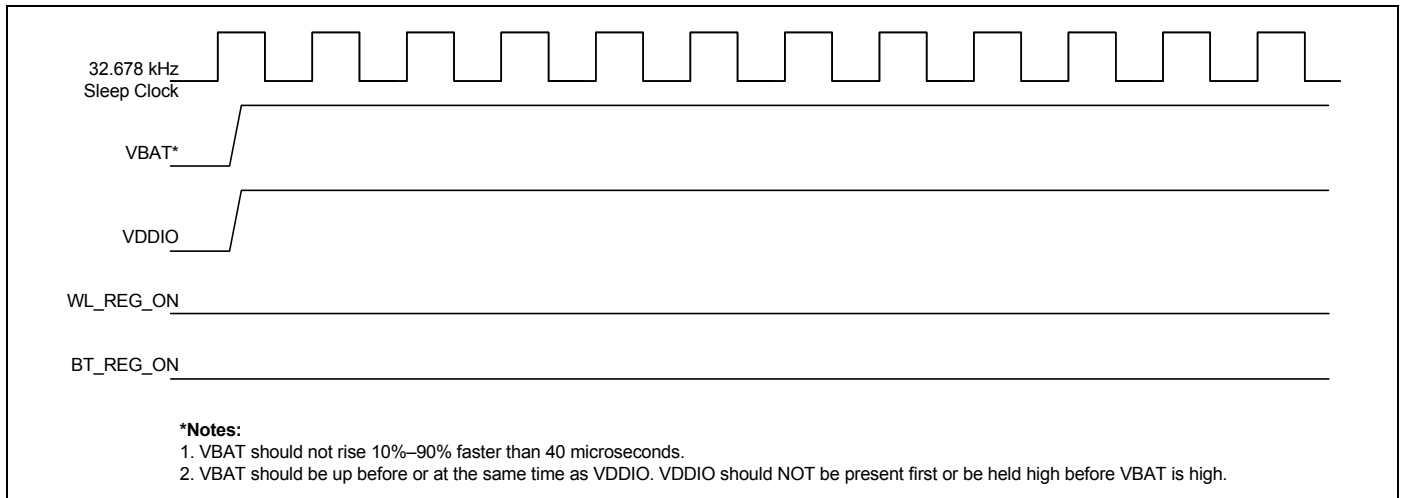 32.678 kHz
Sleep Clock
VBAT*
VDDIO
WL_REG_ON
BT_REG_ON
*Notes:
1. VBAT should not rise 10%–90% faster than 40 microseconds.
2. VBAT should be up before or at the same time as VDDIO. VDDIO should NOT be present first or be held high before VBAT is high.